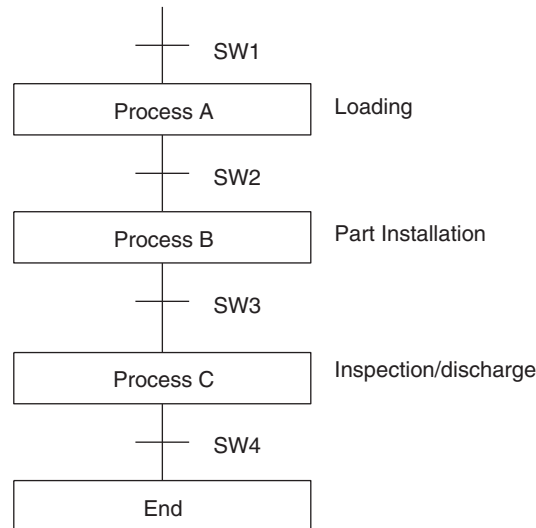 SW1
Process A
Loading
SW2
Process B
Part Installation
SW3
Process C
Inspection/discharge
SW4
End